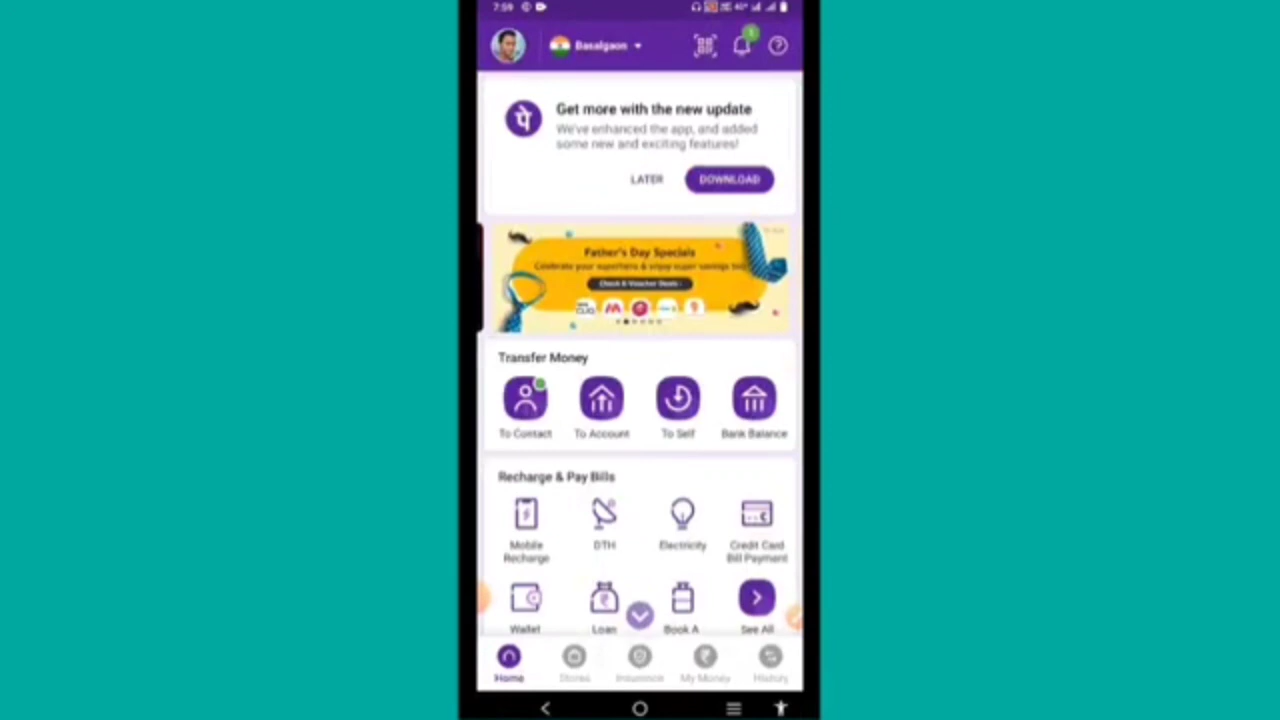 7:59
Basalgaon
पे
Get more with the new update
We've enhanced the app, and added
some new and exciting features!
LATER
DOWNLOAD
Father's Day Specials
Celebrate your superhero & enjoy super savings
Check E-Voucher Deals
Transfer Money
To Contact
To Account
To Self
Bank Balance
Recharge & Pay Bills
Mobile
Recharge
DTH
Electricity
Credit Card
Bill Payment
Wallet
Loan
Book A
See All
Home
Stores
Insurance
My Money
History